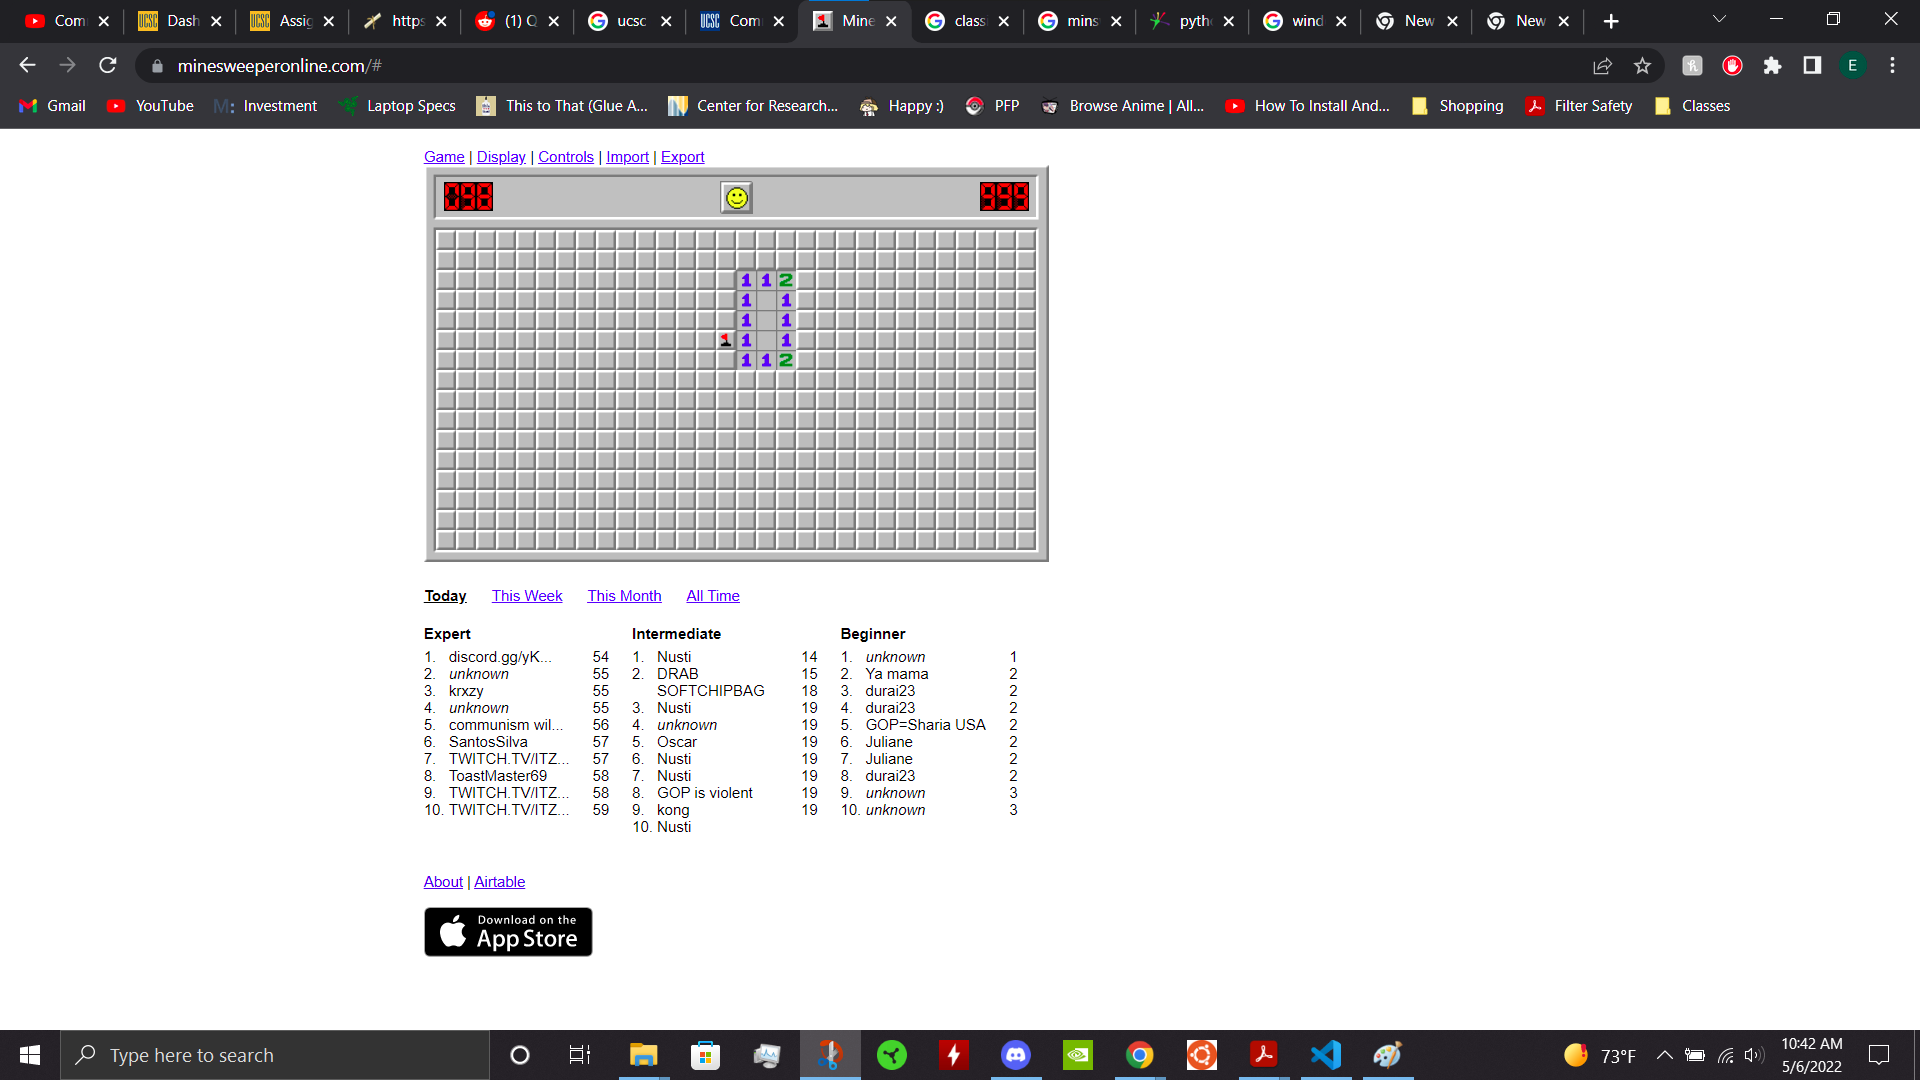 Com
Dash
Assig
https
(1) Q
ucsc
Com
Mine
classi
mins
pyth
wind
New
New
minesweeperonline.com/#
E
Gmail
YouTube
Investment
Laptop Specs
This to That (Glue A...
Center for Research...
Happy :)
PFP
Browse Anime | All...
How To Install And...
Shopping
Filter Safety
Classes
Game | Display | Controls | Import | Export
098
999
1 1 2
1 1
1 1
1 1
1 1 2
Today This Week This Month All Time
Expert
1. discord.gg/yK... 54
2. unknown 55
3. krxzy 55
4. unknown 55
5. communism wil... 56
6. SantosSilva 57
7. TWITCH.TV/ITZ... 57
8. ToastMaster69 58
9. TWITCH.TV/ITZ... 58
10. TWITCH.TV/ITZ... 59
Intermediate
1. Nusti 14
2. DRAB 15
SOFTCHIPBAG 18
3. Nusti 19
4. unknown 19
5. Oscar 19
6. Nusti 19
7. Nusti 19
8. GOP is violent 19
9. kong 19
10. Nusti
Beginner
1. unknown 1
2. Ya mama 2
3. durai23 2
4. durai23 2
5. GOP=Sharia USA 2
6. Juliane 2
7. Juliane 2
8. durai23 2
9. unknown 3
10. unknown 3
About | Airtable
Download on the
App Store
Type here to search
73°F
10:42 AM
5/6/2022